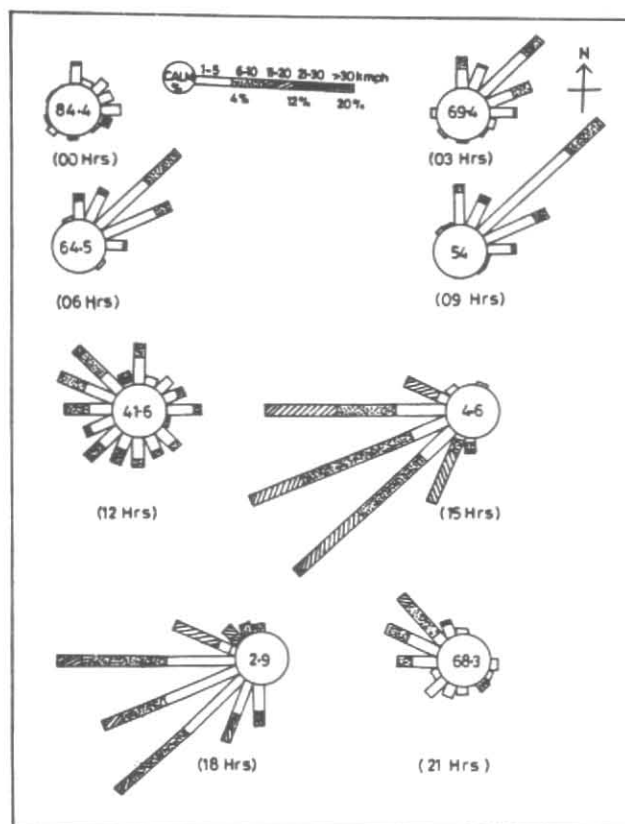 CALM % 1-5 6-10 11-20 21-30 >30 kmph
4% 12% 20%
N
84·4
(00 Hrs)
69·4
(03 Hrs)
64·5
(06 Hrs)
54
(09 Hrs)
41·6
(12 Hrs)
4·6
(15 Hrs)
2·9
(18 Hrs)
68·3
(21 Hrs)